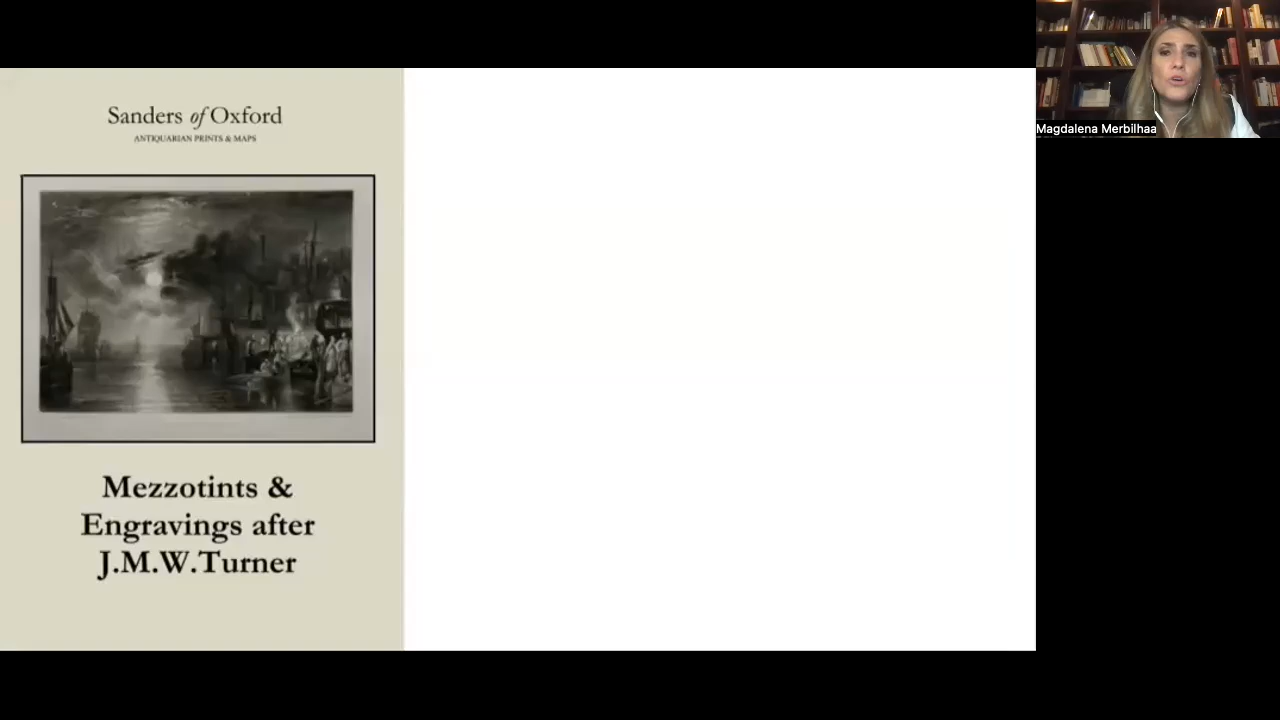 Sanders of Oxford
ANTIQUARIAN PRINTS & MAPS
Mezzotints &
Engravings after
J.M.W.Turner
Magdalena Merbilhaa